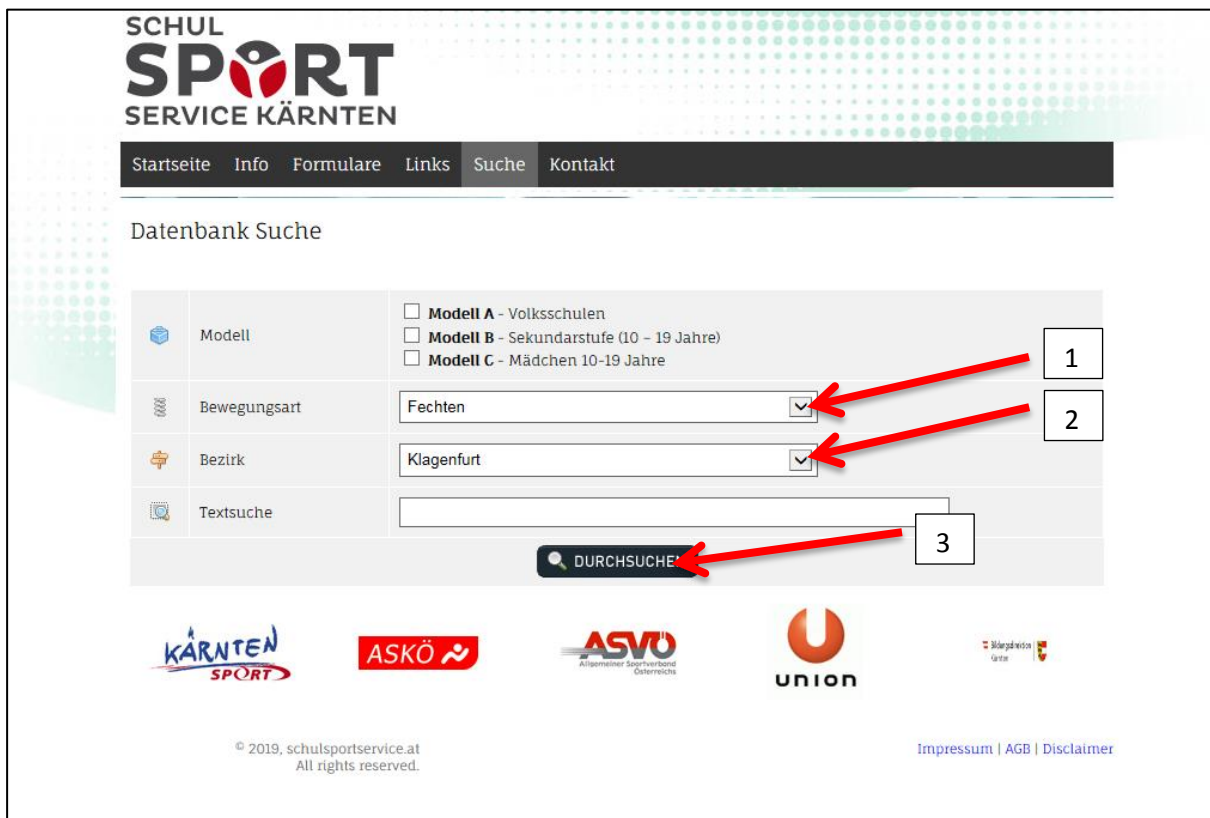 SCHUL
SPORT
SERVICE KÄRNTEN
Startseite Info Formulare Links Suche Kontakt
Datenbank Suche
Modell
Modell A - Volksschulen
Modell B - Sekundarstufe (10 – 19 Jahre)
Modell C - Mädchen 10-19 Jahre
1
Bewegungsart
Fechten
2
Bezirk
Klagenfurt
Textsuche
3
DURCHSUCHEN
KÄRNTEN
SPORT
ASKÖ
ASVÖ
Allgemeiner Sportverband
Österreichs
UNION
Bildungsdirektion
Kärnten
© 2019, schulsportservice.at
All rights reserved.
Impressum | AGB | Disclaimer